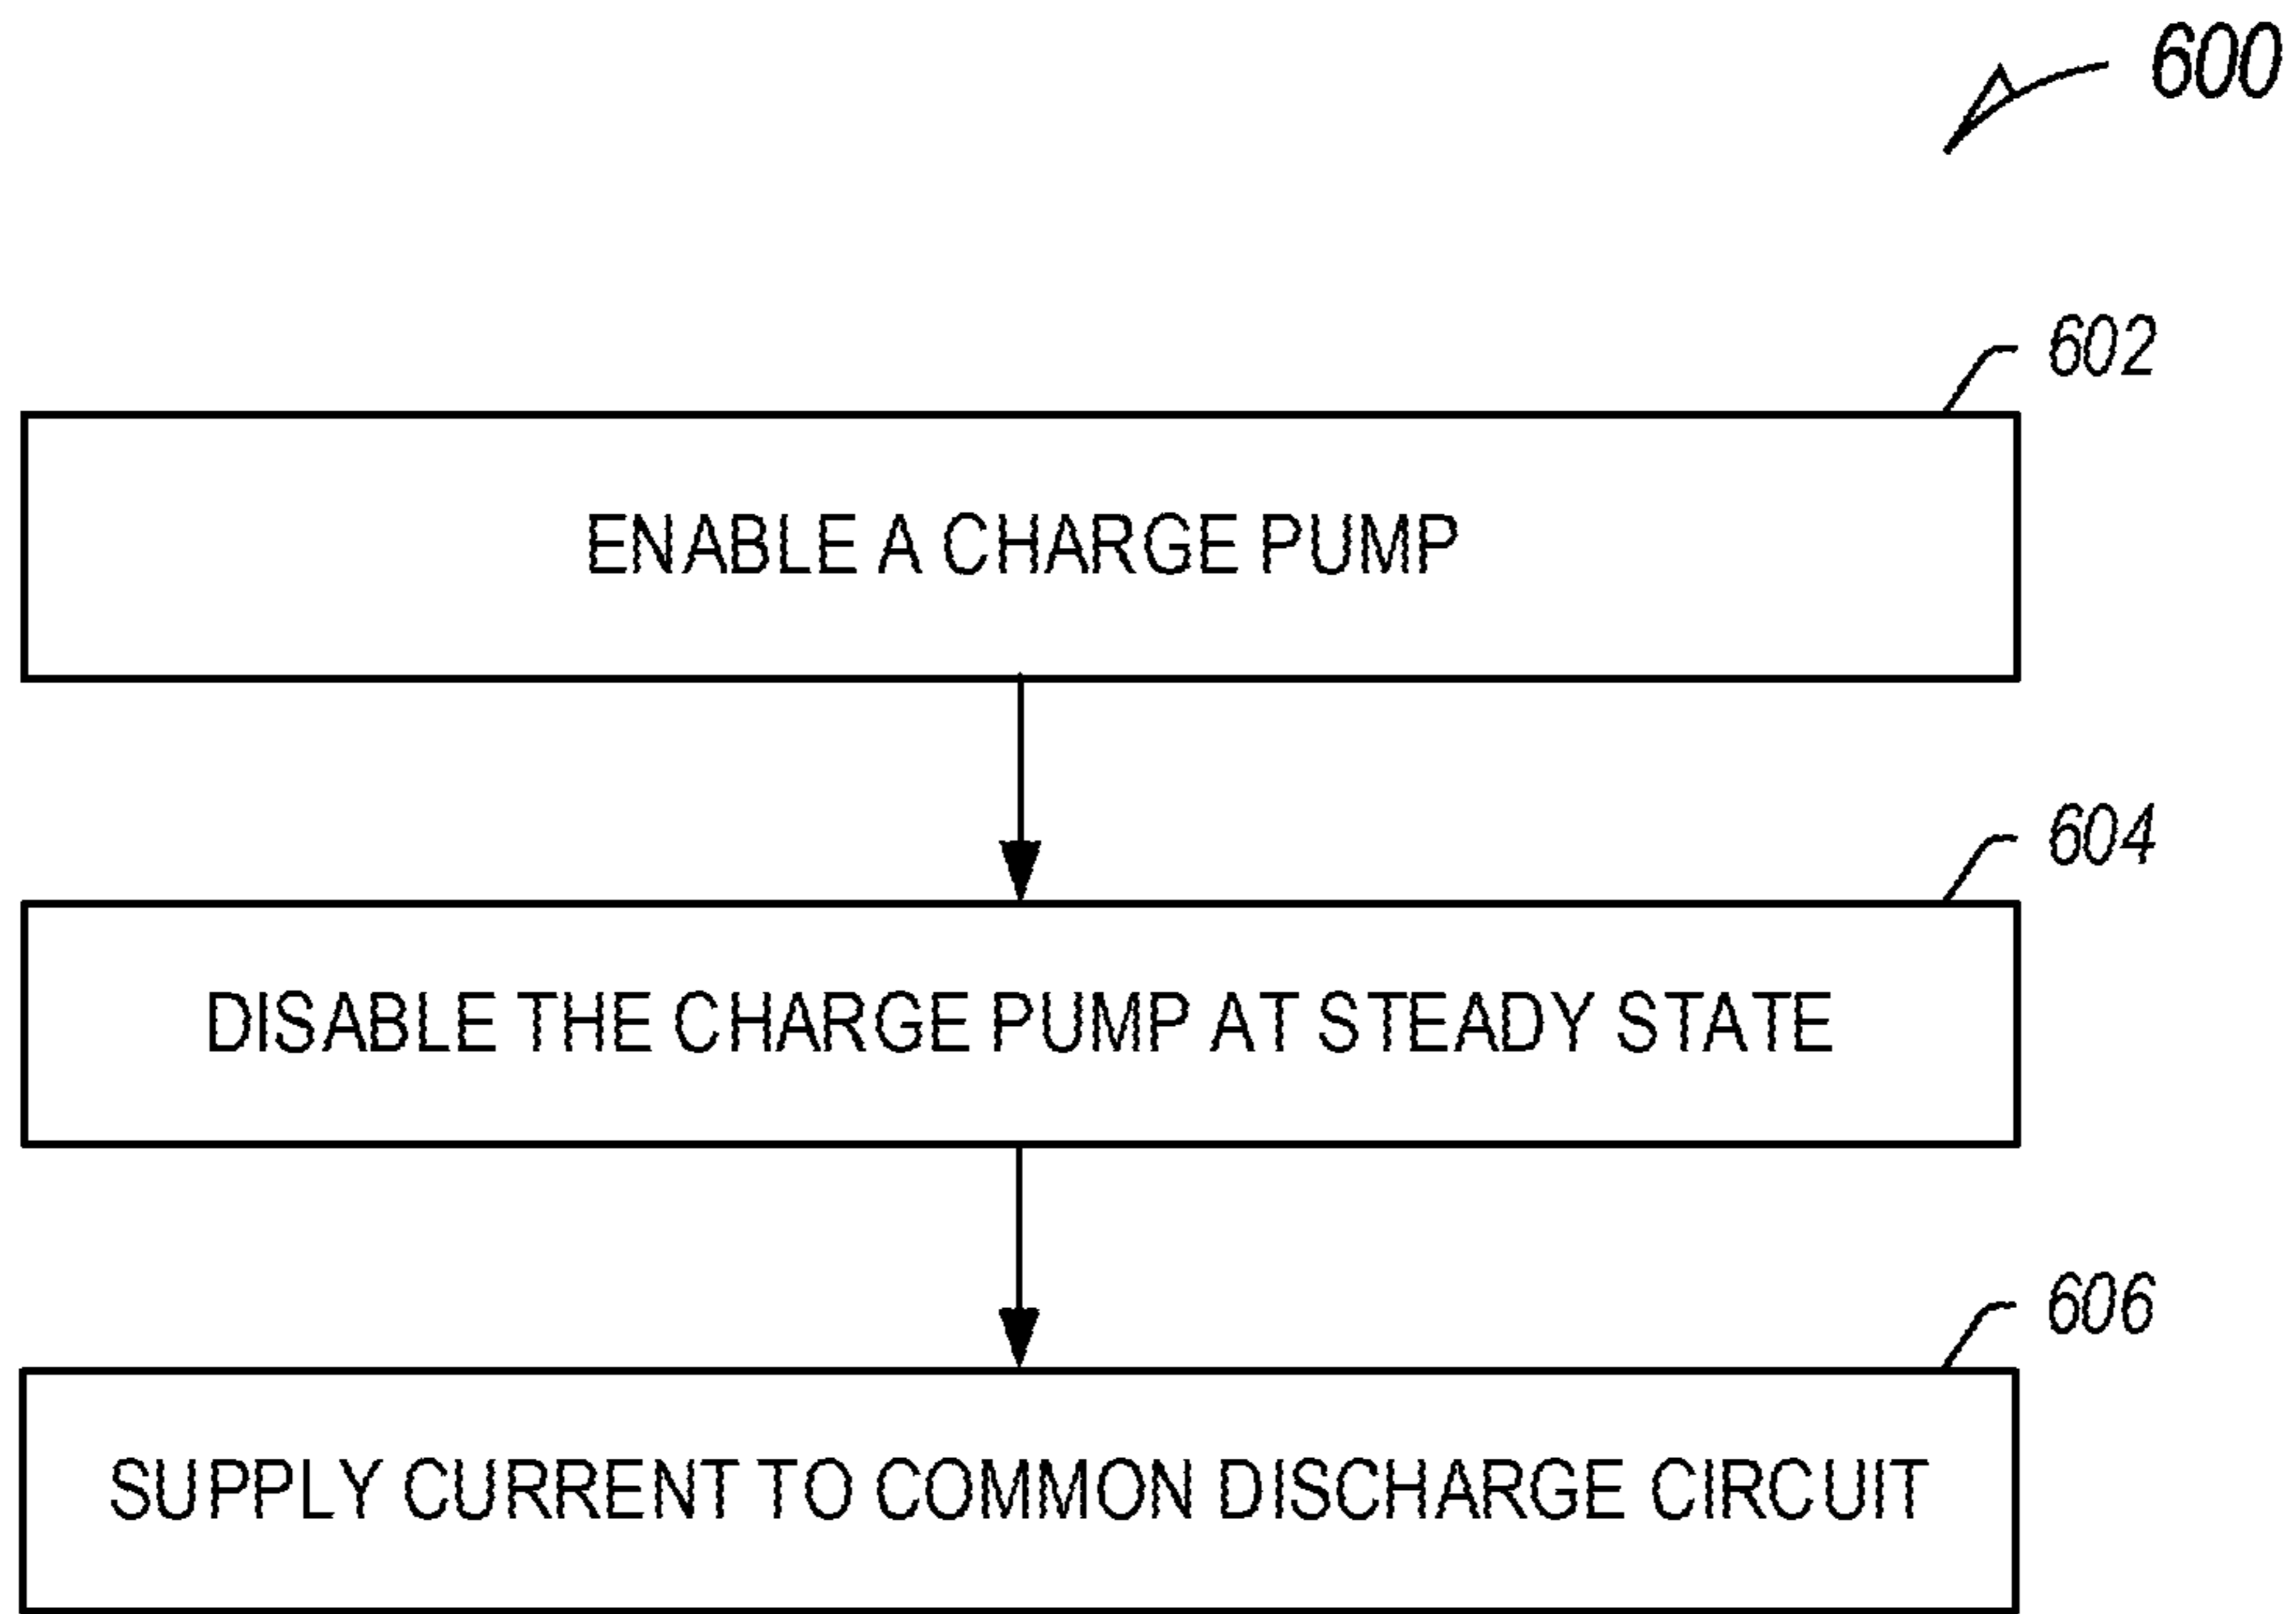 600
602
ENABLE A CHARGE PUMP
604
DISABLE THE CHARGE PUMP AT STEADY STATE
606
SUPPLY CURRENT TO COMMON DISCHARGE CIRCUIT